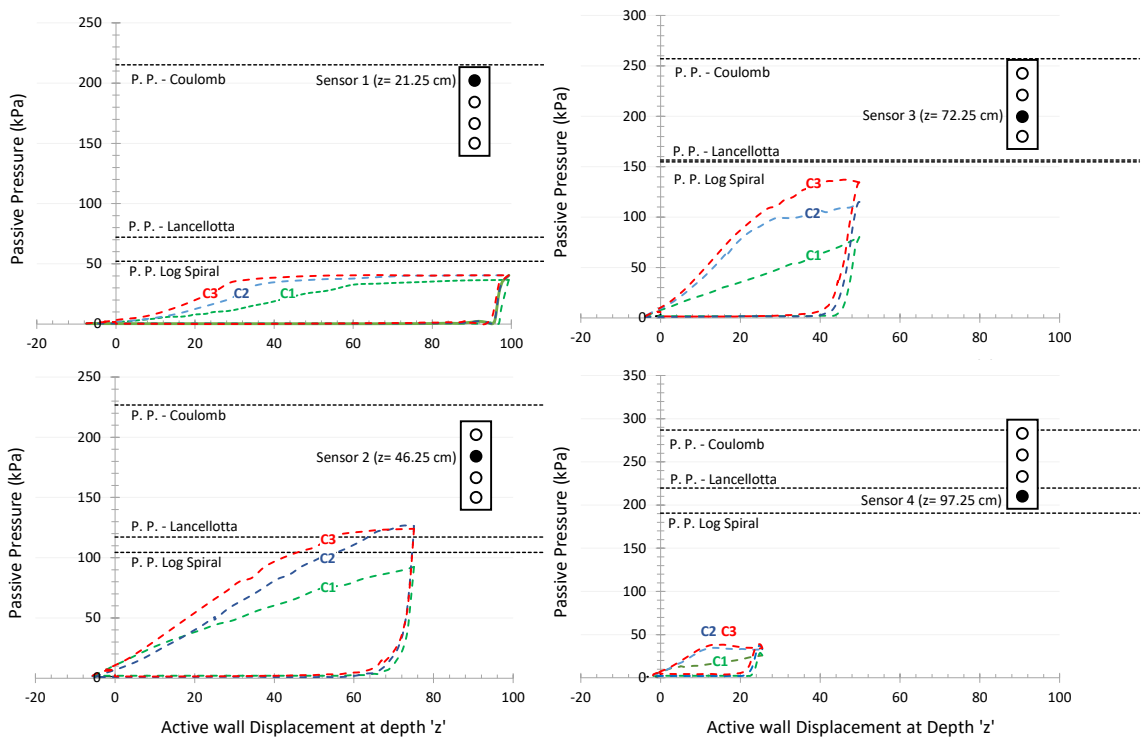 250
200
150
100
50
0
Passive Pressure (kPa)
P. P. - Coulomb
Sensor 1 (z= 21.25 cm)
P. P. - Lancellotta
P. P. Log Spiral
C3
C2
C1
-20 0 20 40 60 80 100
300
250
200
150
100
50
0
Passive Pressure (kPa)
P. P. - Coulomb
Sensor 3 (z= 72.25 cm)
P. P. - Lancellotta
P. P. Log Spiral
C3
C2
C1
-20 0 20 40 60 80 100
250
200
150
100
50
0
Passive Pressure (kPa)
P. P. - Coulomb
Sensor 2 (z= 46.25 cm)
P. P. - Lancellotta
P. P. Log Spiral
C3
C2
C1
-20 0 20 40 60 80 100
Active wall Displacement at depth 'z'
350
300
250
200
150
100
50
0
Passive Pressure (kPa)
P. P. - Coulomb
P. P. - Lancellotta
Sensor 4 (z= 97.25 cm)
P. P. Log Spiral
C2 C3
C1
-20 0 20 40 60 80 100
Active wall Displacement at Depth 'z'